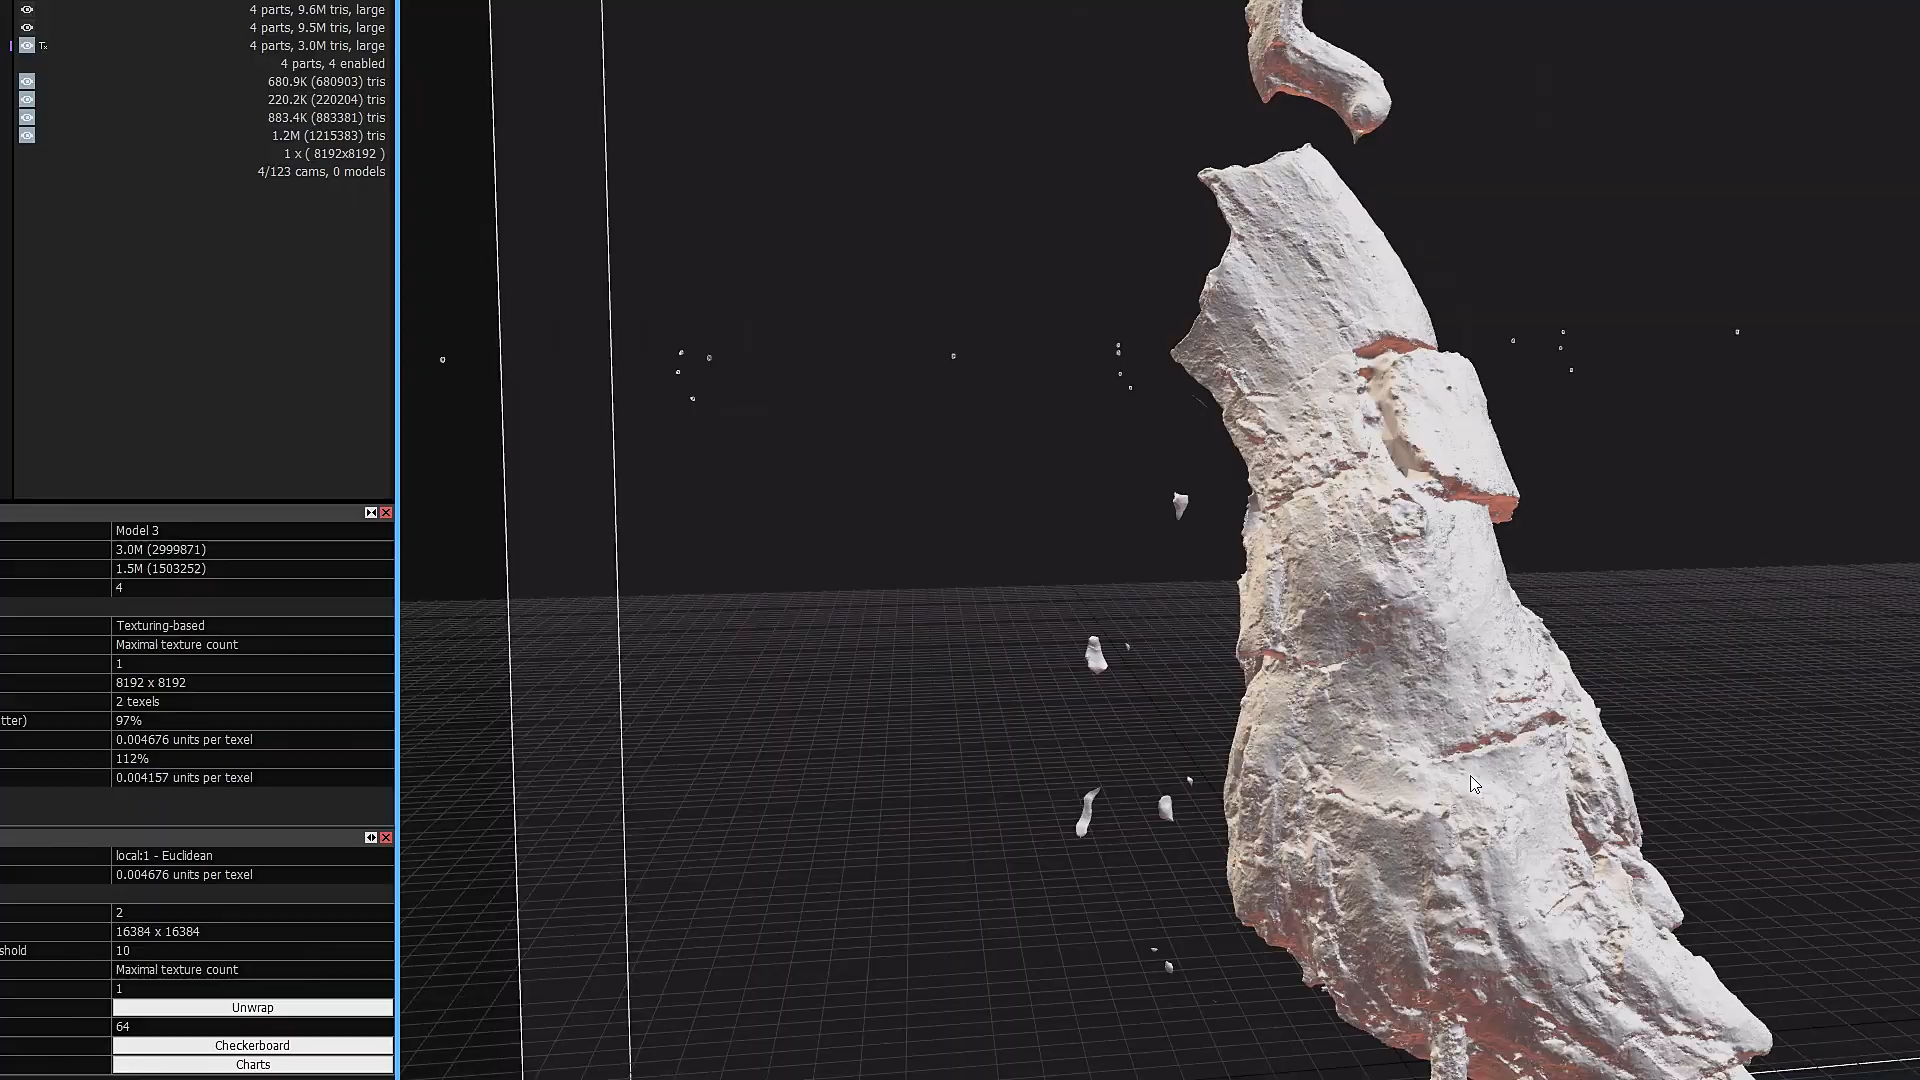 4 parts, 9.6M tris, large
4 parts, 9.5M tris, large
Tx 4 parts, 3.0M tris, large
4 parts, 4 enabled
680.9K (680903) tris
220.2K (220204) tris
883.4K (883381) tris
1.2M (1215383) tris
1 x ( 8192x8192 )
4/123 cams, 0 models
Model 3
3.0M (2999871)
1.5M (1503252)
4
Texturing-based
Maximal texture count
1
8192 x 8192
2 texels
tter) 97%
0.004676 units per texel
112%
0.004157 units per texel
local:1 - Euclidean
0.004676 units per texel
2
16384 x 16384
shold 10
Maximal texture count
1
Unwrap
64
Checkerboard
Charts